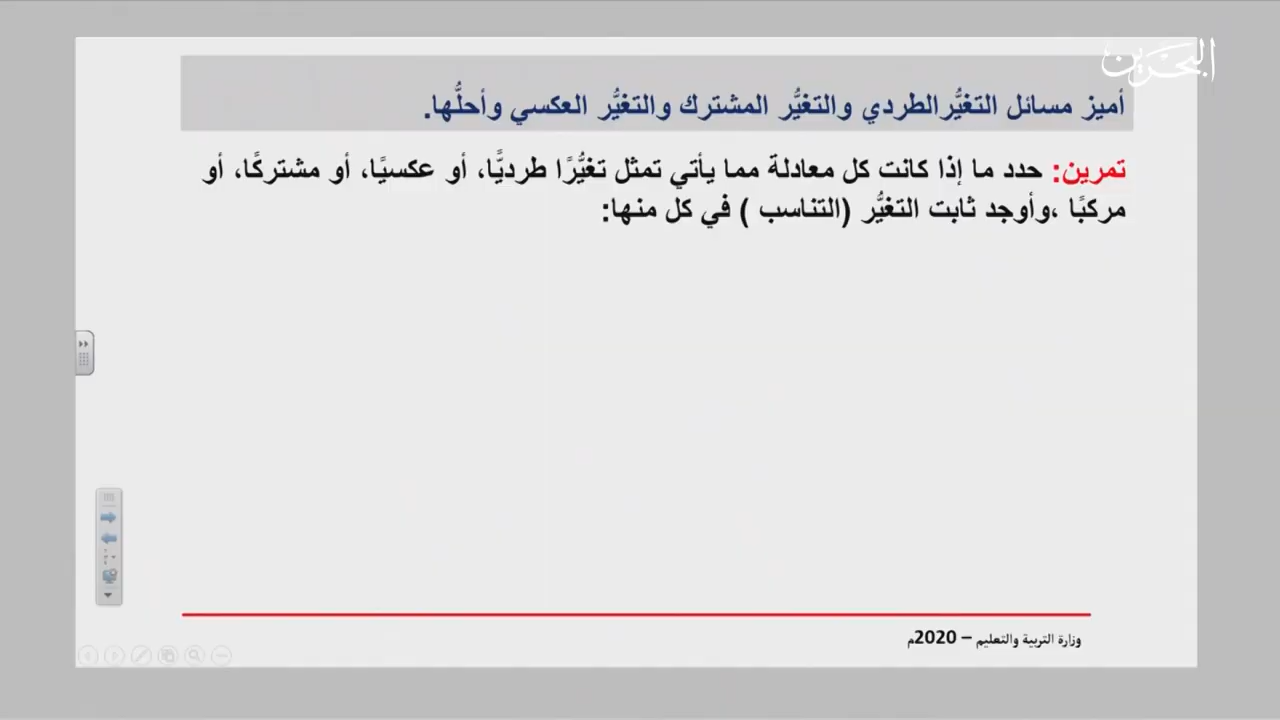 البحرين
أميز مسائل التغيُّرالطردي والتغيُّر المشترك والتغيُّر العكسي وأحلُّها.
تمرين: حدد ما إذا كانت كل معادلة مما يأتي تمثل تغيُّرًا طرديًّا، أو عكسيًا، أو مشتركًا، أو
مركبًا ،وأوجد ثابت التغيُّر (التناسب ) في كل منها:
وزارة التربية والتعليم – 2020م